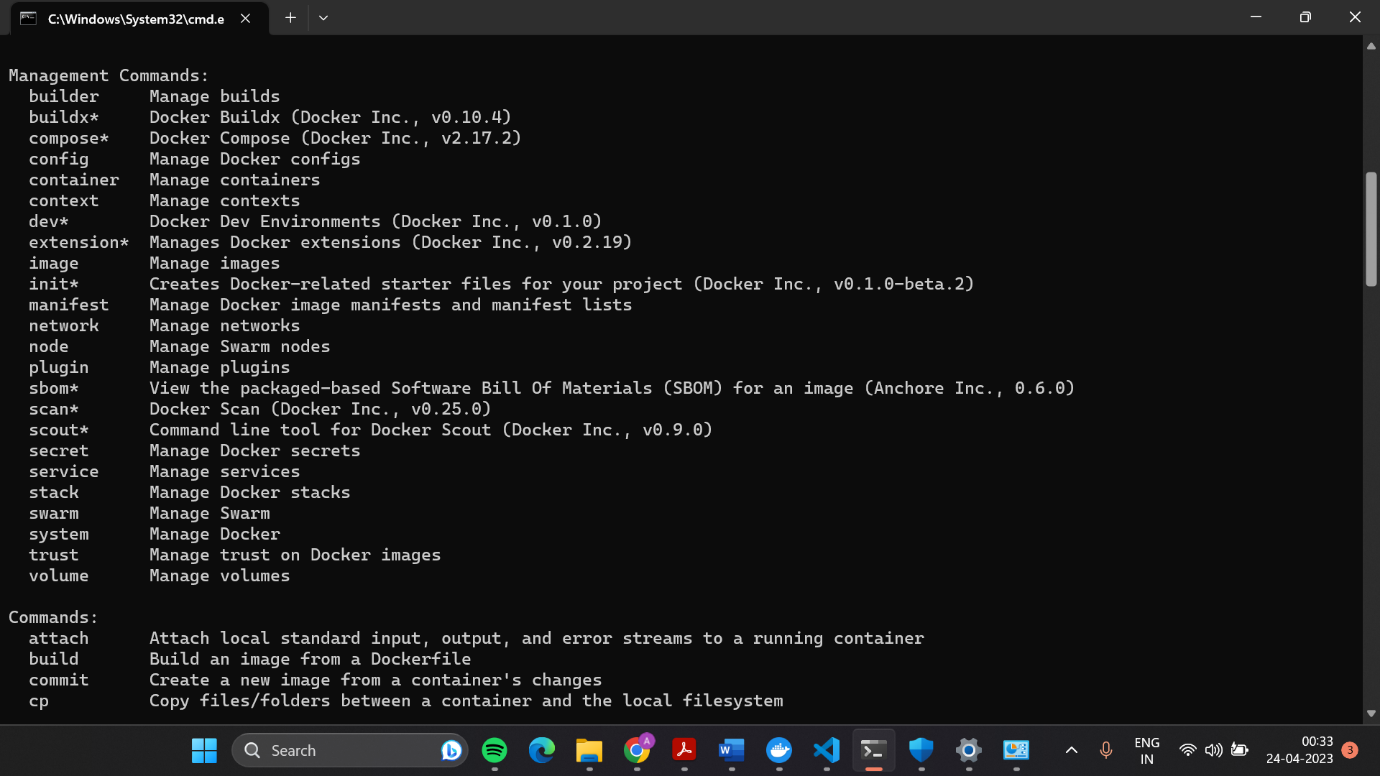 C:\Windows\System32\cmd.e
Management Commands:
  builder     Manage builds
  buildx*     Docker Buildx (Docker Inc., v0.10.4)
  compose*    Docker Compose (Docker Inc., v2.17.2)
  config      Manage Docker configs
  container   Manage containers
  context     Manage contexts
  dev*        Docker Dev Environments (Docker Inc., v0.1.0)
  extension*  Manages Docker extensions (Docker Inc., v0.2.19)
  image       Manage images
  init*       Creates Docker-related starter files for your project (Docker Inc., v0.1.0-beta.2)
  manifest    Manage Docker image manifests and manifest lists
  network     Manage networks
  node        Manage Swarm nodes
  plugin      Manage plugins
  sbom*       View the packaged-based Software Bill Of Materials (SBOM) for an image (Anchore Inc., 0.6.0)
  scan*       Docker Scan (Docker Inc., v0.25.0)
  scout*      Command line tool for Docker Scout (Docker Inc., v0.9.0)
  secret      Manage Docker secrets
  service     Manage services
  stack       Manage Docker stacks
  swarm       Manage Swarm
  system      Manage Docker
  trust       Manage trust on Docker images
  volume      Manage volumes
Commands:
  attach      Attach local standard input, output, and error streams to a running container
  build       Build an image from a Dockerfile
  commit      Create a new image from a container's changes
  cp          Copy files/folders between a container and the local filesystem
Search
A
W
ENG
IN
00:33
24-04-2023
3